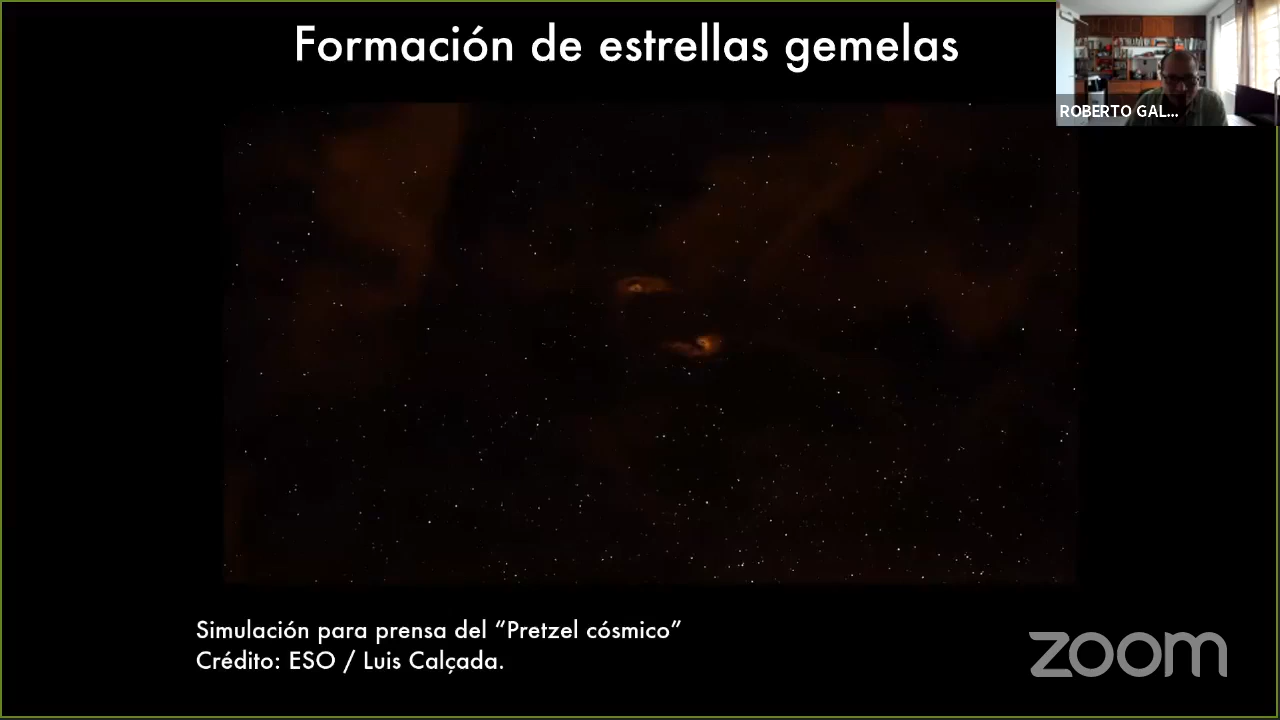 Formación de estrellas gemelas
ROBERTO GAL...
Simulación para prensa del “Pretzel cósmico”
Crédito: ESO / Luis Calçada.
zoom